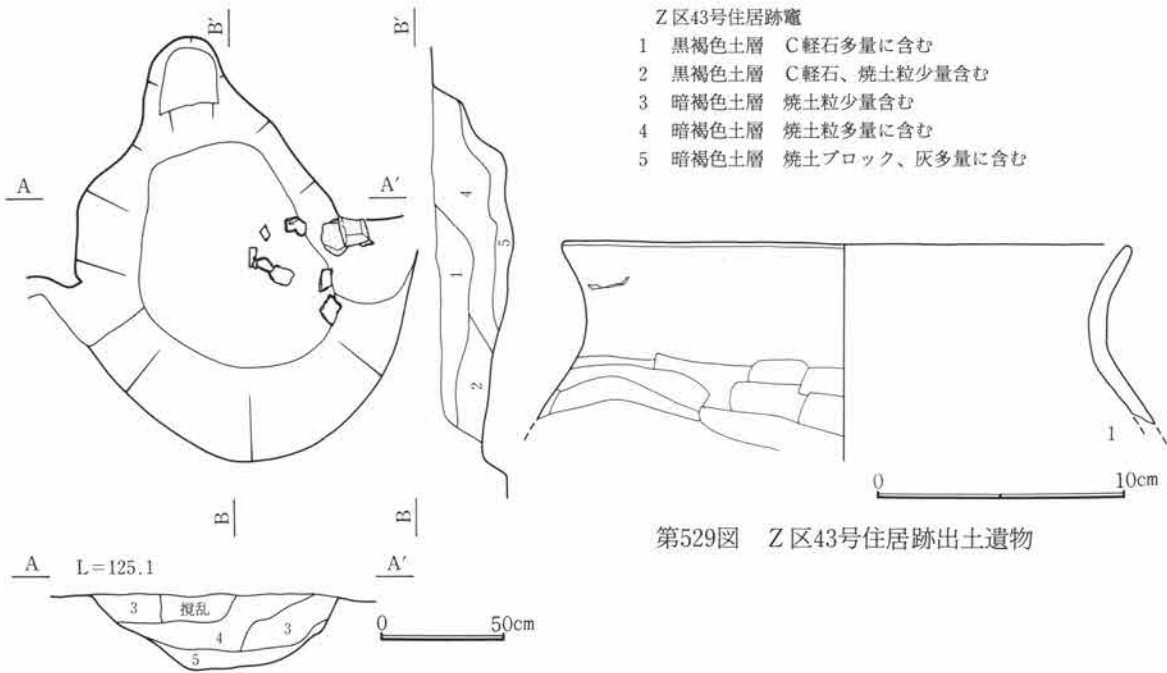 B′
B′
Z区43号住居跡竈
1 黒褐色土層 C軽石多量に含む
2 黒褐色土層 C軽石、焼土粒少量含む
3 暗褐色土層 焼土粒少量含む
4 暗褐色土層 焼土粒多量に含む
5 暗褐色土層 焼土ブロック、灰多量に含む
A
A′
4
5
1
2
1
0 10cm
第529図 Z区43号住居跡出土遺物
B
B
A L=125.1 A′
3 撹乱
4 3
5
0 50cm